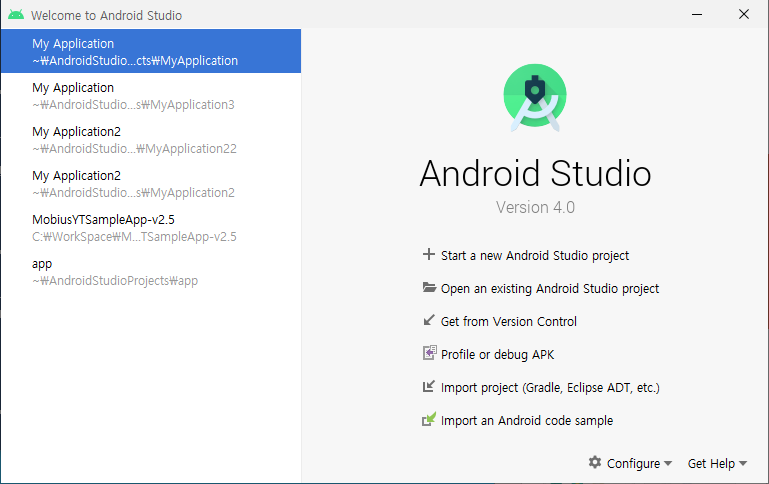 Welcome to Android Studio
My Application
~₩AndroidStudio...cts₩MyApplication
My Application
~₩AndroidStudio...s₩MyApplication3
My Application2
~₩AndroidStudio...₩MyApplication22
My Application2
~₩AndroidStudio...s₩MyApplication2
MobiusYTSampleApp-v2.5
C:₩WorkSpace₩M...TSampleApp-v2.5
app
~₩AndroidStudioProjects₩app
Android Studio
Version 4.0
Start a new Android Studio project
Open an existing Android Studio project
Get from Version Control
Profile or debug APK
Import project (Gradle, Eclipse ADT, etc.)
Import an Android code sample
Configure
Get Help